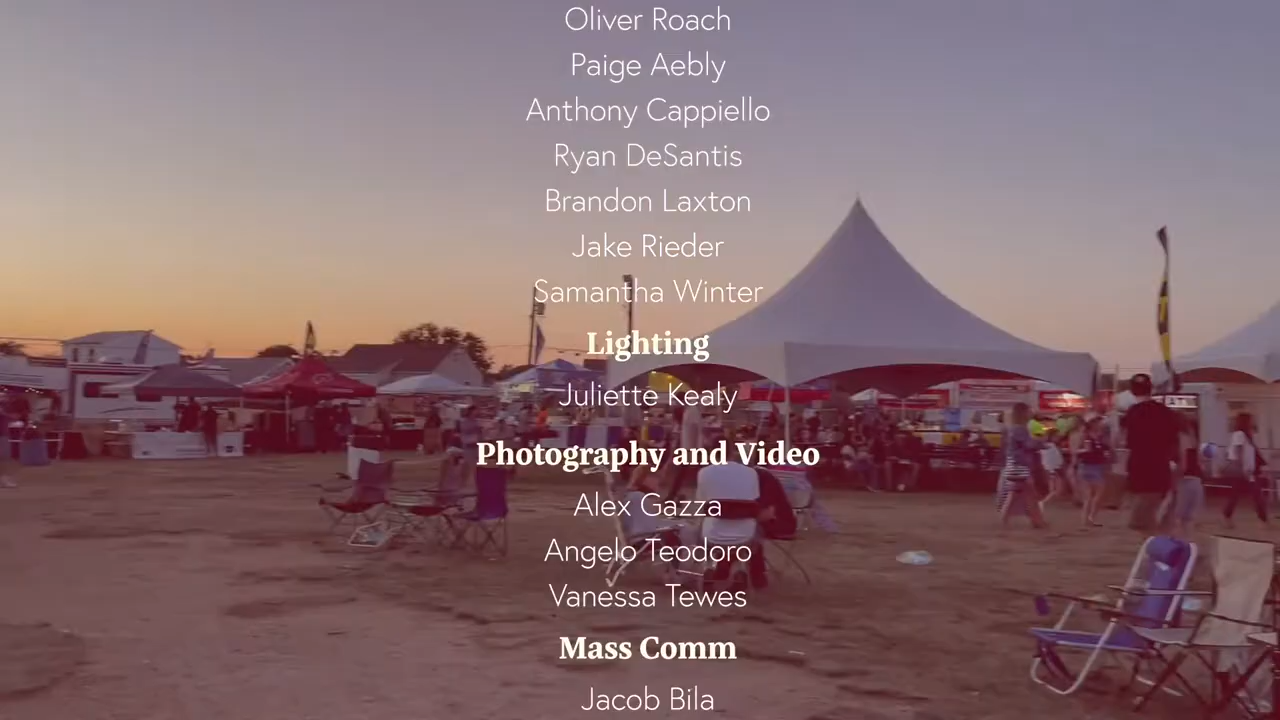 Oliver Roach
Paige Aebly
Anthony Cappiello
Ryan DeSantis
Brandon Laxton
Jake Rieder
Samantha Winter
Lighting
Juliette Kealy
Photography and Video
Alex Gazza
Angelo Teodoro
Vanessa Tewes
Mass Comm
Jacob Bila